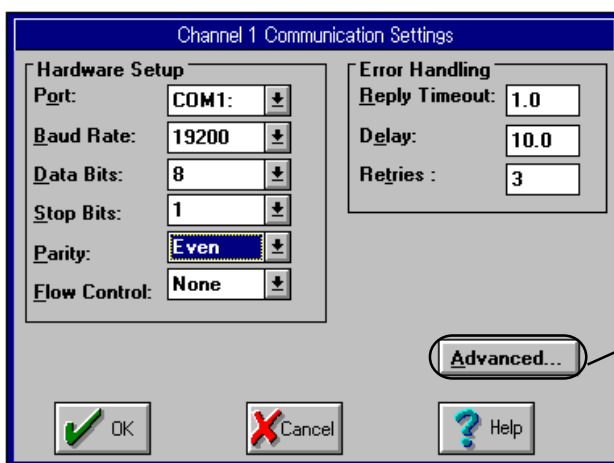 Channel 1 Communication Settings
Hardware Setup
Port: COM1:
Baud Rate: 19200
Data Bits: 8
Stop Bits: 1
Parity: Even
Flow Control: None
Error Handling
Reply Timeout: 1.0
Delay: 10.0
Retries : 3
Advanced...
OK
Cancel
Help